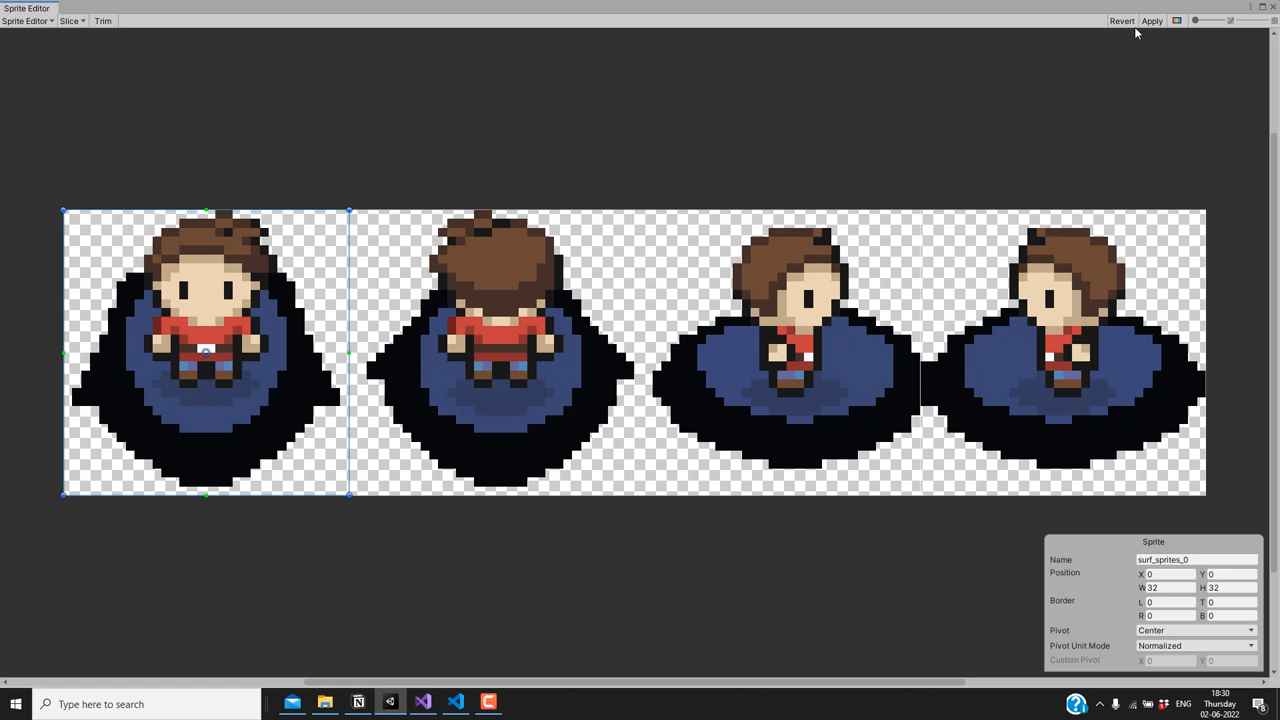 Sprite Editor
Sprite Editor Slice Trim Revert Apply
Sprite
Name surf_sprites_0
Position X 0 Y 0
W 32 H 32
Border L 0 T 0
R 0 B 0
Pivot Center
Pivot Unit Mode Normalized
Custom Pivot X 0 Y 0
Type here to search
ENG
18:30
Thursday
02-06-2022
8